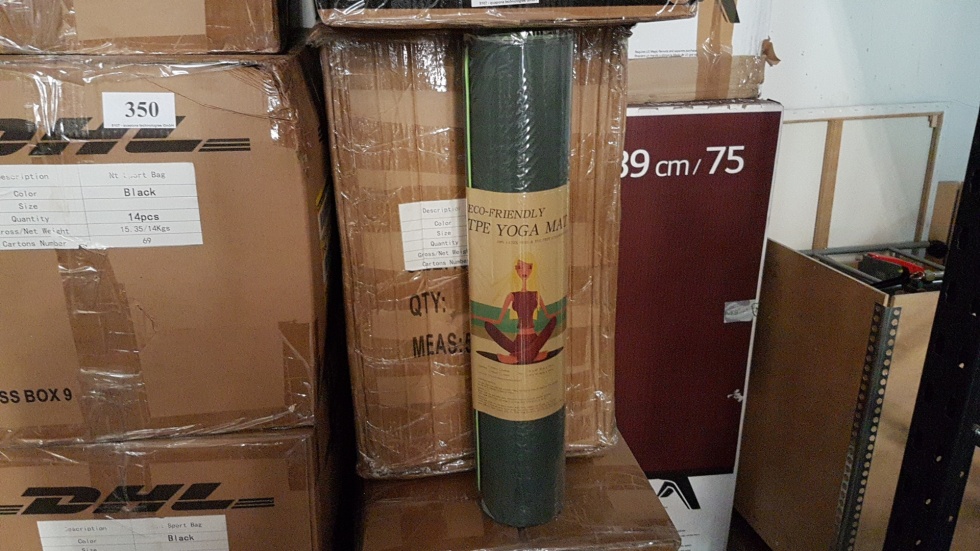 350
DHL
Description Nt Sport Bag
Color Black
Size
Quantity 14pcs
Gross/Net Weight 15.35/14Kgs
Cartons Number 69
SS BOX 9
DHL
Description Sport Bag
Color Black
Size
Description
Color
Size
Quantity
Gross/Net Weight
Cartons Number
QTY:
MEAS:
ECO-FRIENDLY
TPE YOGA MAT
89 cm / 75